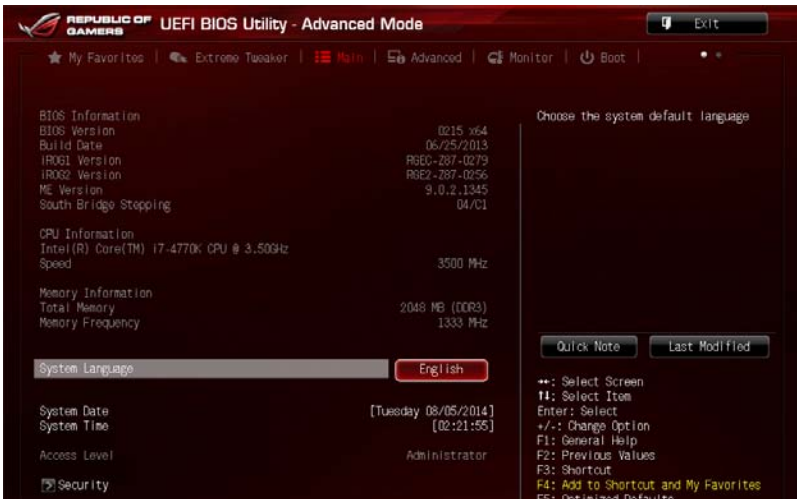 REPUBLIC OF GAMERS UEFI BIOS Utility - Advanced Mode Exit
My Favorites | Extreme Tweaker | Main | Advanced | Monitor | Boot |
BIOS Information
BIOS Version 0215 x64
Build Date 06/25/2013
iROG1 Version RGEC-Z87-0279
iROG2 Version RGE2-Z87-0256
ME Version 9.0.2.1345
South Bridge Stepping 04/C1
CPU Information
Intel(R) Core(TM) i7-4770K CPU @ 3.50GHz
Speed 3500 MHz
Memory Information
Total Memory 2048 MB (DDR3)
Memory Frequency 1333 MHz
System Language English
System Date [Tuesday 08/05/2014]
System Time [02:21:55]
Access Level Administrator
Security
Choose the system default language
Quick Note Last Modified
→←: Select Screen
↑↓: Select Item
Enter: Select
+/-: Change Option
F1: General Help
F2: Previous Values
F3: Shortcut
F4: Add to Shortcut and My Favorites
F5: Optimized Defaults